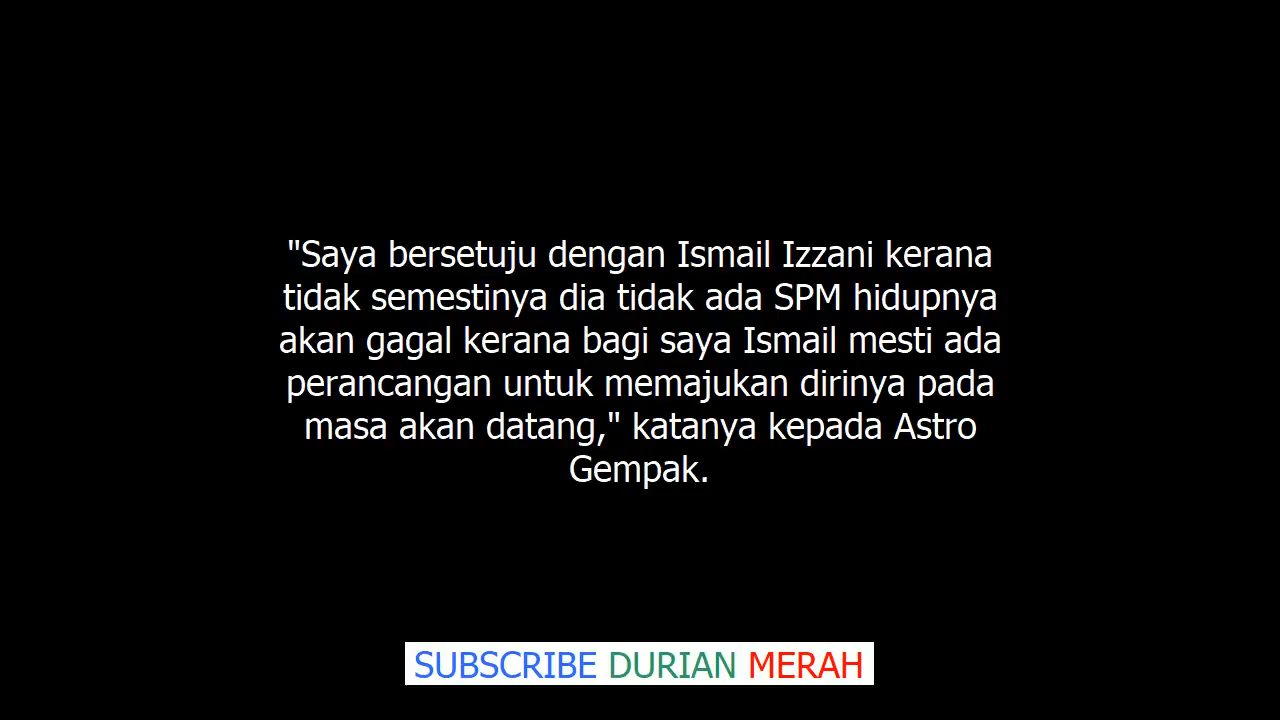 "Saya bersetuju dengan Ismail Izzani kerana
tidak semestinya dia tidak ada SPM hidupnya
akan gagal kerana bagi saya Ismail mesti ada
perancangan untuk memajukan dirinya pada
masa akan datang," katanya kepada Astro
Gempak.
SUBSCRIBE DURIAN MERAH